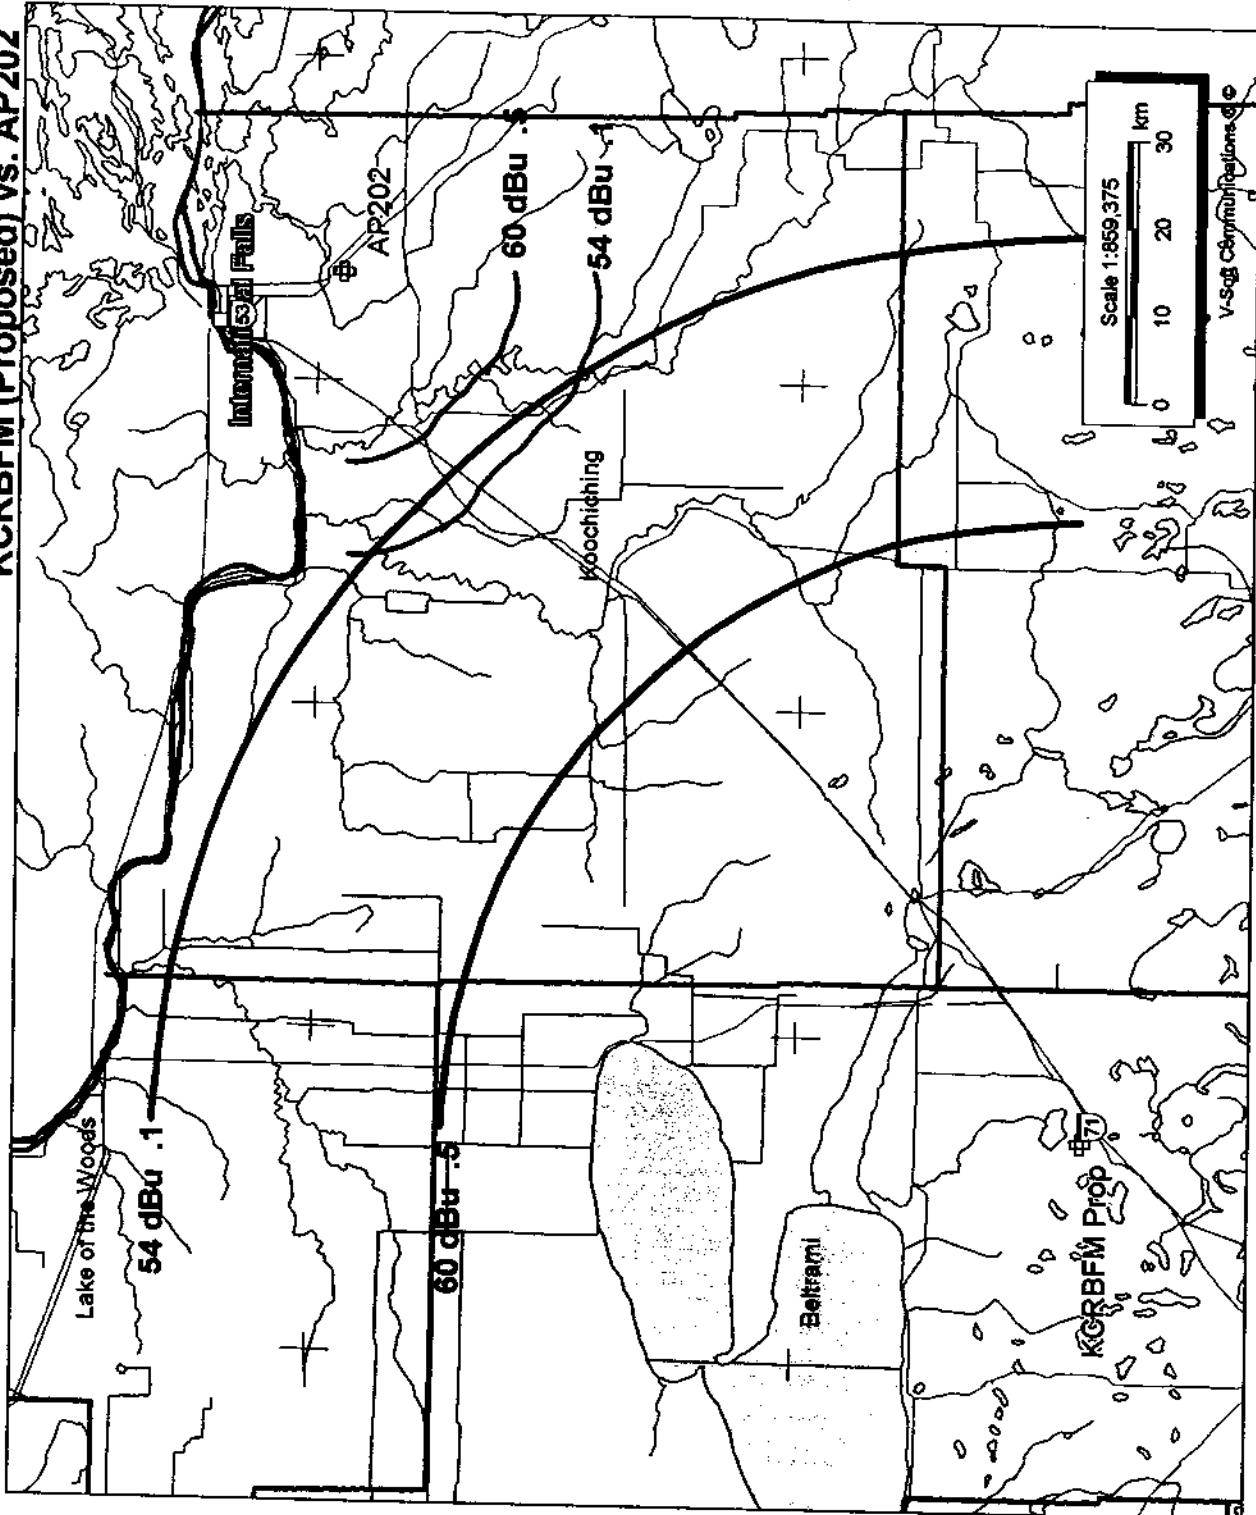 KCRBFM (Proposed) vs. AP202
Lake of the Woods
54 dBu .1
60 dBu .5
International Falls
53
AP202
60 dBu .5
54 dBu .1
Koochiching
Beltrami
71
KCRBFM Prop
Scale 1:859,375
0 10 20 30 km
V-Soft Communications ® ©